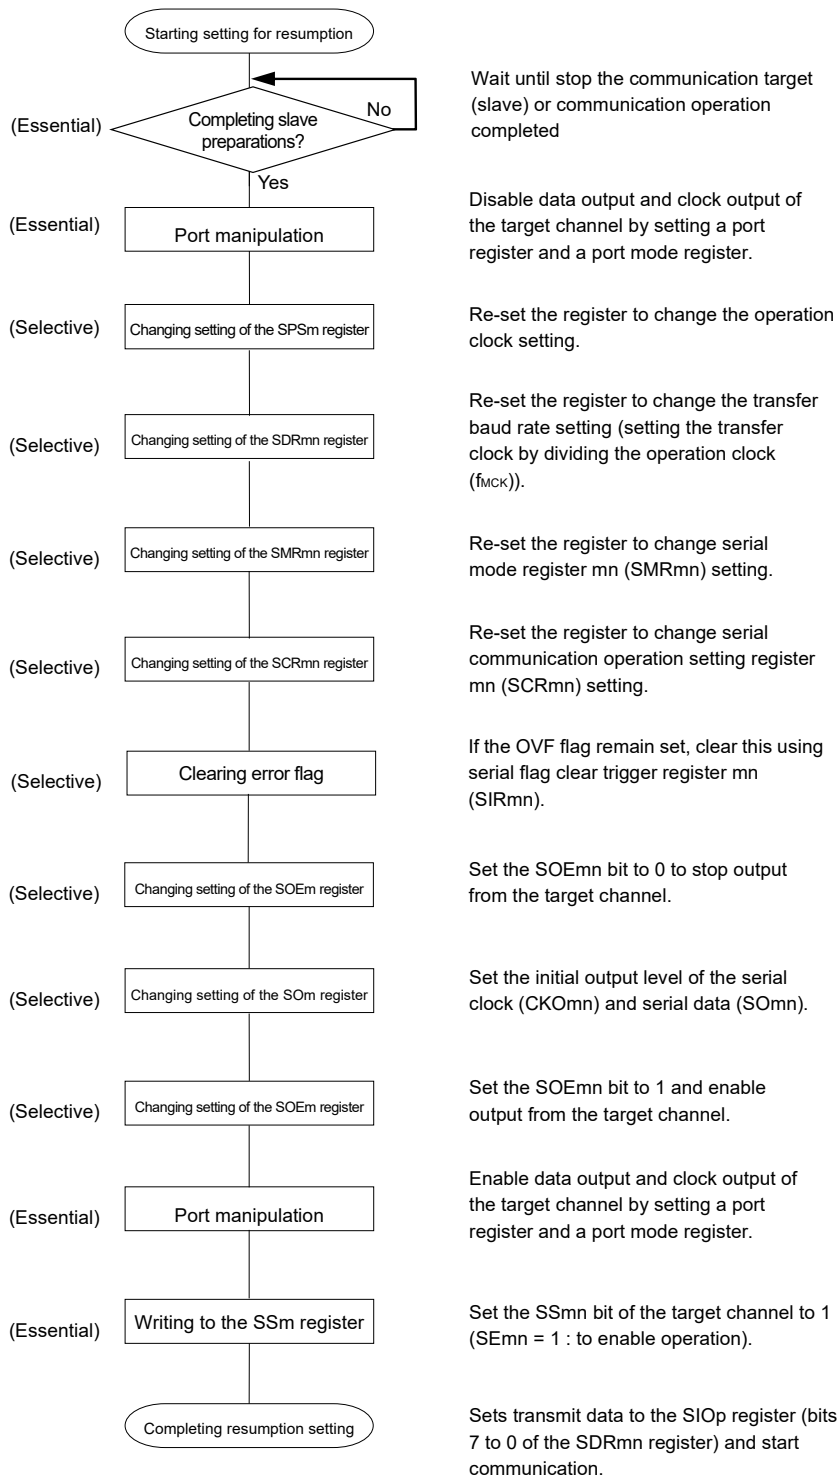 Starting setting for resumption
Wait until stop the communication target
(slave) or communication operation
completed
(Essential)
Completing slave
preparations?
No
Yes
(Essential)
Port manipulation
Disable data output and clock output of
the target channel by setting a port
register and a port mode register.
(Selective)
Changing setting of the SPSm register
Re-set the register to change the operation
clock setting.
(Selective)
Changing setting of the SDRmn register
Re-set the register to change the transfer
baud rate setting (setting the transfer
clock by dividing the operation clock
(fMCK)).
(Selective)
Changing setting of the SMRmn register
Re-set the register to change serial
mode register mn (SMRmn) setting.
(Selective)
Changing setting of the SCRmn register
Re-set the register to change serial
communication operation setting register
mn (SCRmn) setting.
(Selective)
Clearing error flag
If the OVF flag remain set, clear this using
serial flag clear trigger register mn
(SIRmn).
(Selective)
Changing setting of the SOEm register
Set the SOEmn bit to 0 to stop output
from the target channel.
(Selective)
Changing setting of the SOm register
Set the initial output level of the serial
clock (CKOmn) and serial data (SOmn).
(Selective)
Changing setting of the SOEm register
Set the SOEmn bit to 1 and enable
output from the target channel.
(Essential)
Port manipulation
Enable data output and clock output of
the target channel by setting a port
register and a port mode register.
(Essential)
Writing to the SSm register
Set the SSmn bit of the target channel to 1
(SEmn = 1 : to enable operation).
Completing resumption setting
Sets transmit data to the SIOp register (bits
7 to 0 of the SDRmn register) and start
communication.